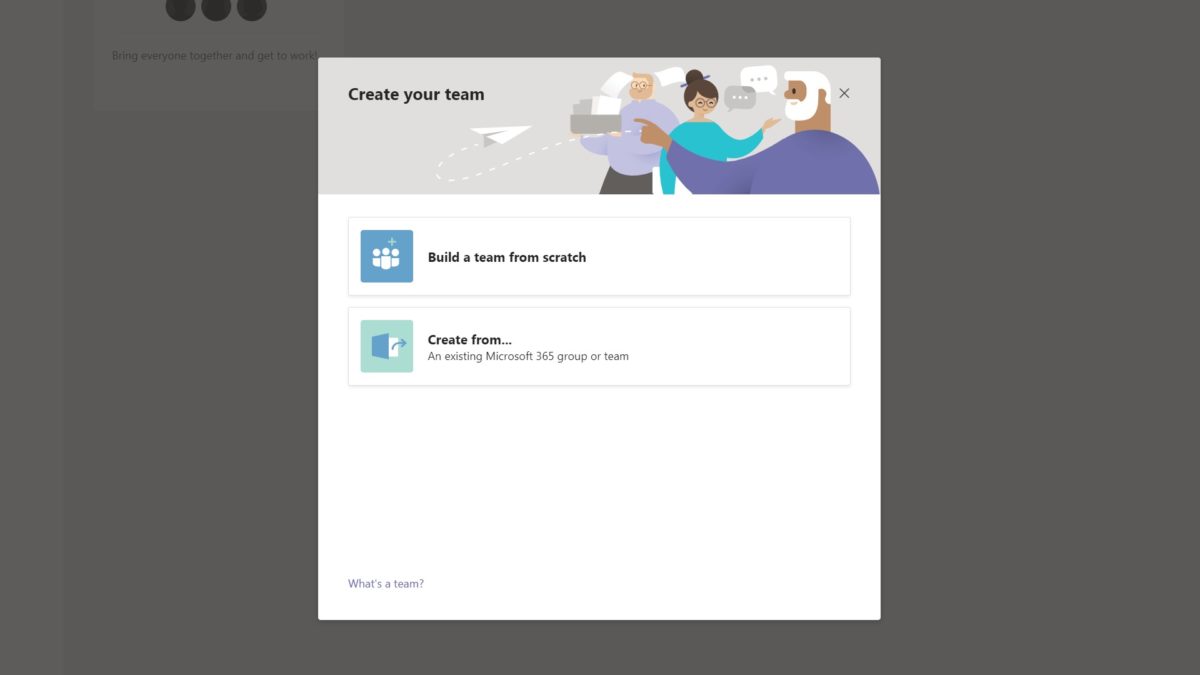 Bring everyone together and get to work!
Create your team
Build a team from scratch
Create from...
An existing Microsoft 365 group or team
What's a team?